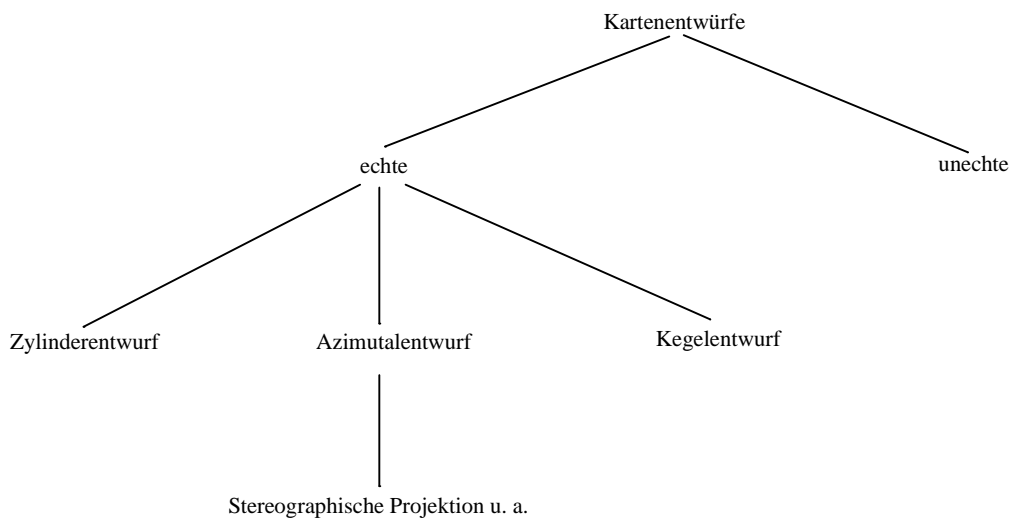 Kartenentwürfe
echte
unechte
Zylinderentwurf
Azimutalentwurf
Kegelentwurf
Stereographische Projektion u. a.